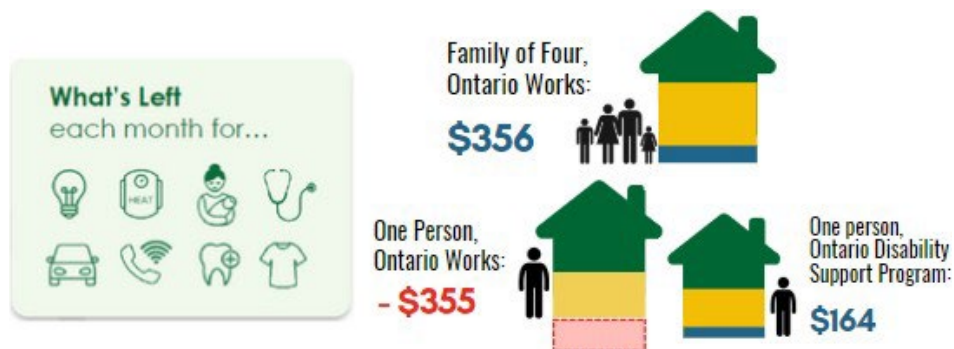 What's Left
each month for...
HEAT
Family of Four,
Ontario Works:
$356
One Person,
Ontario Works:
- $355
One person,
Ontario Disability
Support Program:
$164